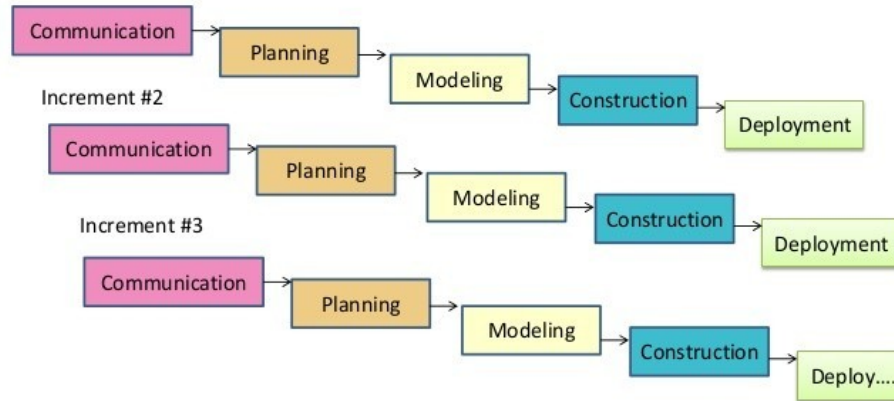 Communication
Planning
Modeling
Construction
Deployment
Increment #2
Communication
Planning
Modeling
Construction
Deployment
Increment #3
Communication
Planning
Modeling
Construction
Deploy....